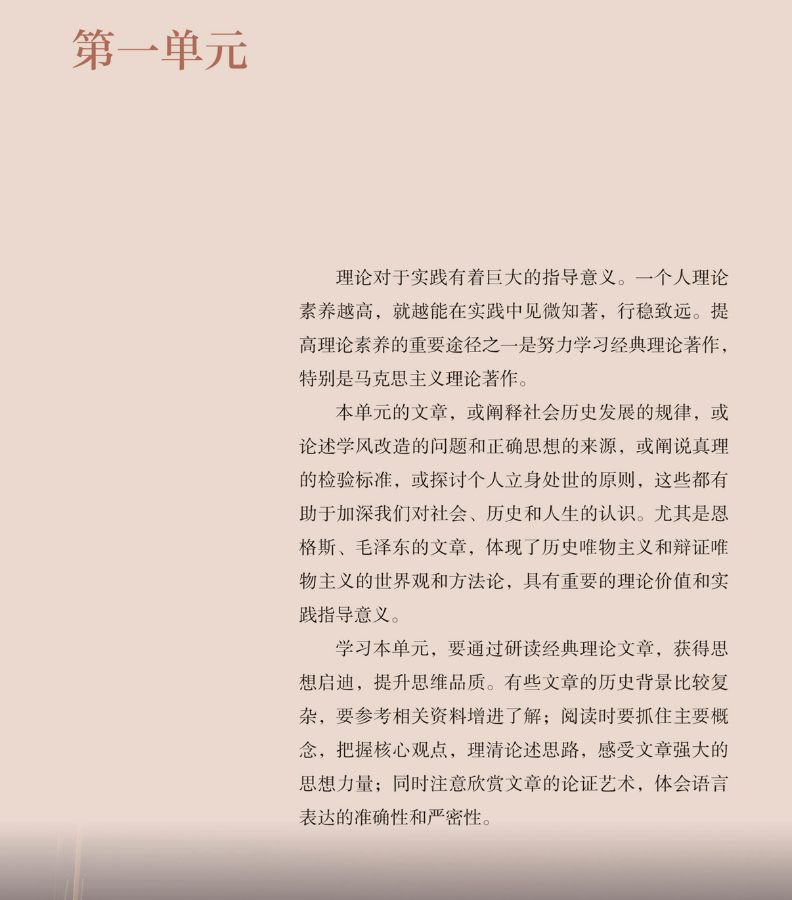 第一单元
理论对于实践有着巨大的指导意义。一个人理论
素养越高，就越能在实践中见微知著，行稳致远。提
高理论素养的重要途径之一是努力学习经典理论著作，
特别是马克思主义理论著作。
本单元的文章，或阐释社会历史发展的规律，或
论述学风改造的问题和正确思想的来源，或阐说真理
的检验标准，或探讨个人立身处世的原则，这些都有
助于加深我们对社会、历史和人生的认识。尤其是恩
格斯、毛泽东的文章，体现了历史唯物主义和辩证唯
物主义的世界观和方法论，具有重要的理论价值和实
践指导意义。
学习本单元，要通过研读经典理论文章，获得思
想启迪，提升思维品质。有些文章的历史背景比较复
杂，要参考相关资料增进了解；阅读时要抓住主要概
念，把握核心观点，理清论述思路，感受文章强大的
思想力量；同时注意欣赏文章的论证艺术，体会语言
表达的准确性和严密性。